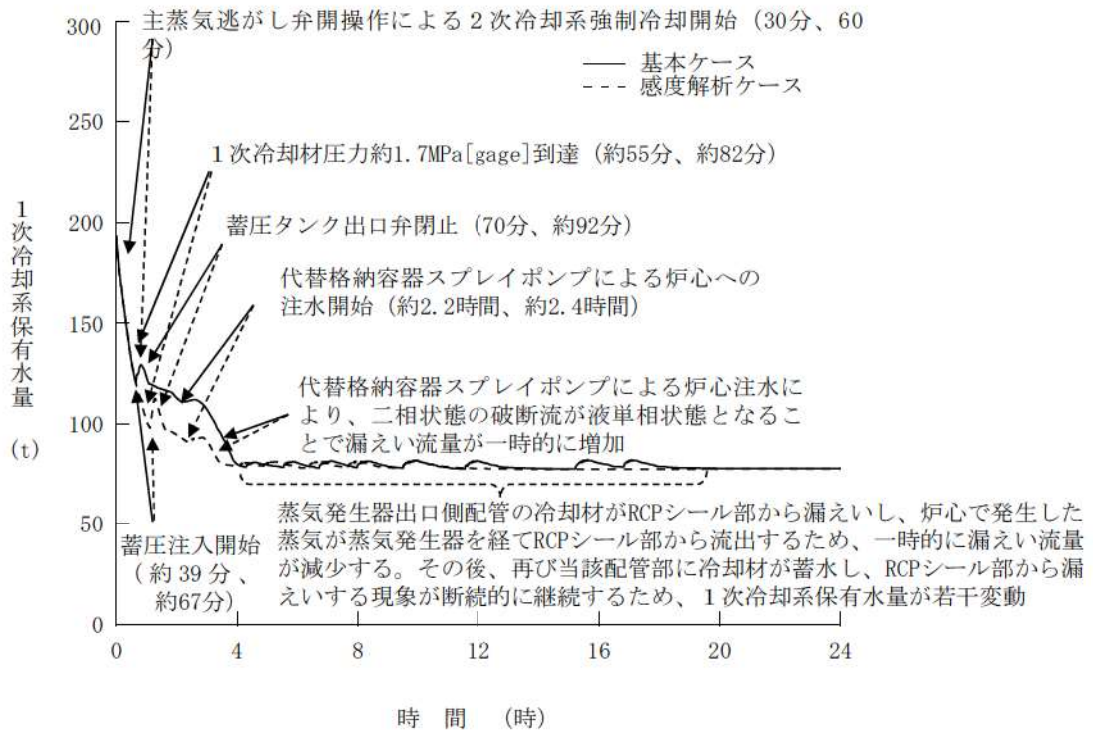 主蒸気逃がし弁開操作による2次冷却系強制冷却開始(30分、60
分)
基本ケース
感度解析ケース
1次冷却材圧力約1.7MPa[gage]到達(約55分、約82分)
蓄圧タンク出口弁閉止(70分、約92分)
代替格納容器スプレイポンプによる炉心への
注水開始(約2.2時間、約2.4時間)
代替格納容器スプレイポンプによる炉心注水に
より、二相状態の破断流が液単相状態となるこ
とで漏えい流量が一時的に増加
蒸気発生器出口側配管の冷却材がRCPシール部から漏えいし、炉心で発生した
蒸気が蒸気発生器を経てRCPシール部から流出するため、一時的に漏えい流量
が減少する。その後、再び当該配管部に冷却材が蓄水し、RCPシール部から漏
えいする現象が断続的に継続するため、1次冷却系保有水量が若干変動
蓄圧注入開始
(約39分、
約67分)
1次冷却系保有水量
(t)
300
250
200
150
100
50
0
0 4 8 12 16 20 24
時 間 (時)